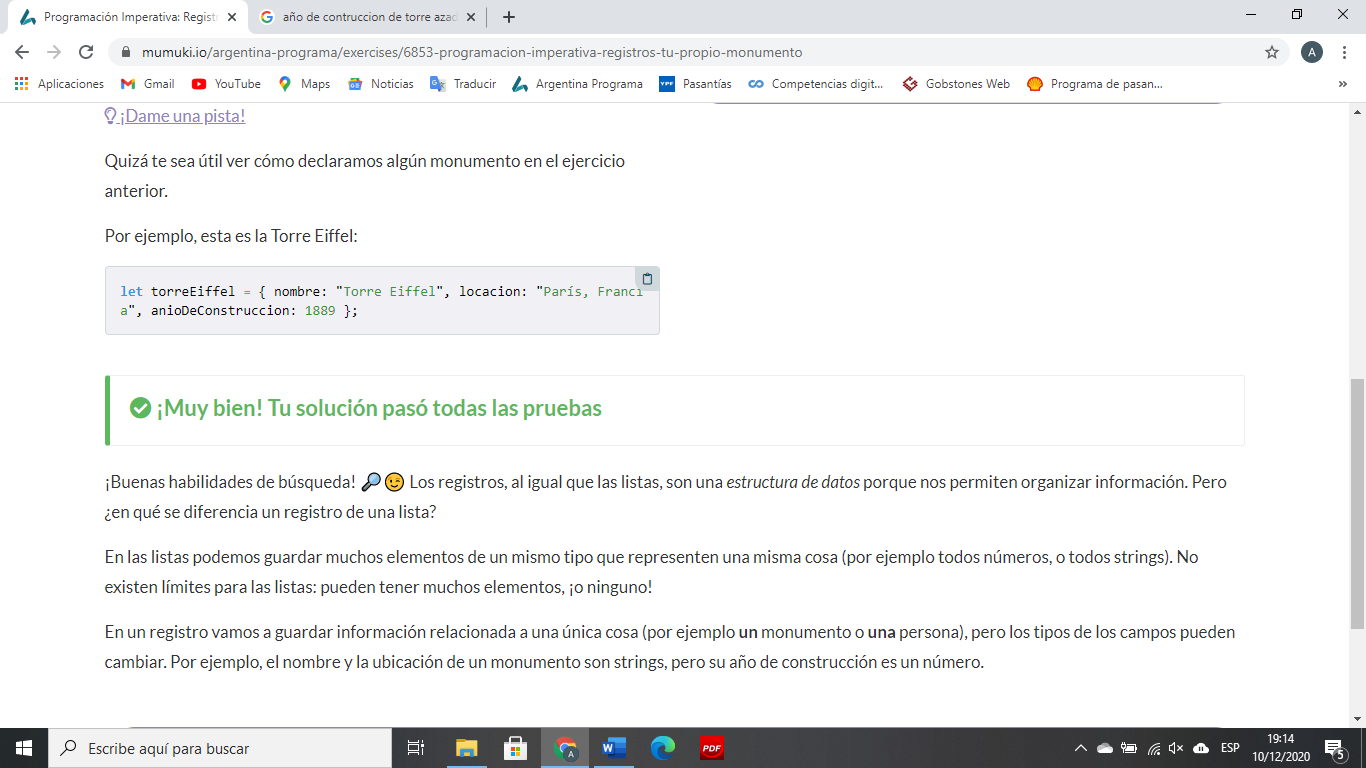 Programación Imperativa: Registr
año de contruccion de torre azad
mumuki.io/argentina-programa/exercises/6853-programacion-imperativa-registros-tu-propio-monumento
A
Aplicaciones Gmail YouTube Maps Noticias Traducir Argentina Programa YPF Pasantías Competencias digit... Gobstones Web Programa de pasan... »
¡Dame una pista!
Quizá te sea útil ver cómo declaramos algún monumento en el ejercicio
anterior.
Por ejemplo, esta es la Torre Eiffel:
let torreEiffel = { nombre: "Torre Eiffel", locacion: "París, Franci
a", anioDeConstruccion: 1889 };
¡Muy bien! Tu solución pasó todas las pruebas
¡Buenas habilidades de búsqueda! 🔎😉 Los registros, al igual que las listas, son una estructura de datos porque nos permiten organizar información. Pero
¿en qué se diferencia un registro de una lista?
En las listas podemos guardar muchos elementos de un mismo tipo que representen una misma cosa (por ejemplo todos números, o todos strings). No
existen límites para las listas: pueden tener muchos elementos, ¡o ninguno!
En un registro vamos a guardar información relacionada a una única cosa (por ejemplo un monumento o una persona), pero los tipos de los campos pueden
cambiar. Por ejemplo, el nombre y la ubicación de un monumento son strings, pero su año de construcción es un número.
Escribe aquí para buscar
A
W
PDF
ESP
19:14
10/12/2020
5